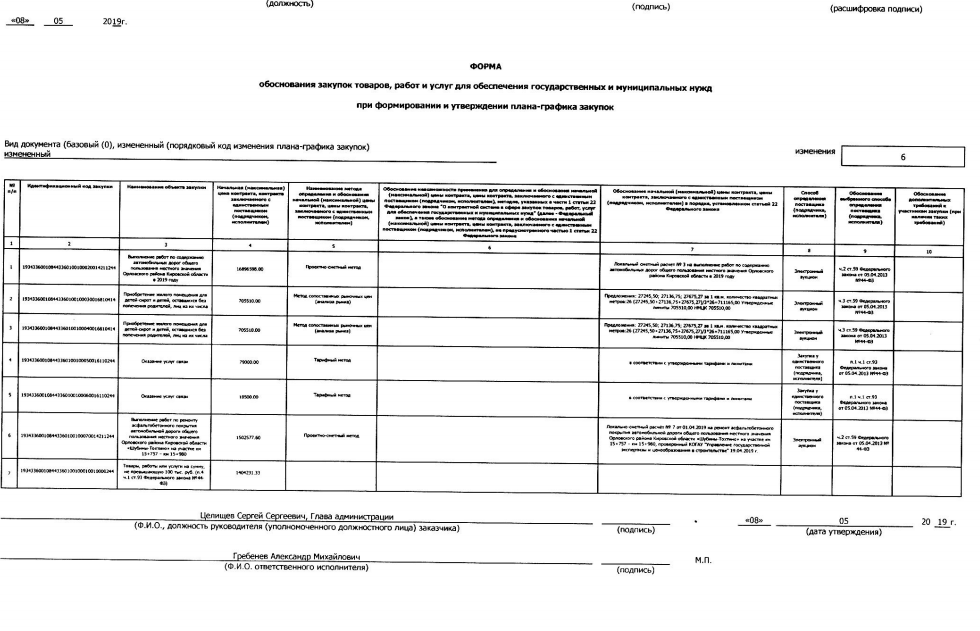 (должность)
(подпись)
(расшифровка подписи)
«08» 05 2019г.
ФОРМА
обоснования закупок товаров, работ и услуг для обеспечения государственных и муниципальных нужд
при формировании и утверждении плана-графика закупок
Вид документа (базовый (0), измененный (порядковый код изменения плана-графика закупок)
измененный
изменения 6
№ п/п
Идентификационный код закупки
Наименование объекта закупки
Начальная (максимальная) цена контракта, контракта заключаемого с единственным поставщиком (подрядчиком, исполнителем)
Наименование метода определения и обоснования начальной (максимальной) цены контракта, цены контракта, заключаемого с единственным поставщиком (подрядчиком, исполнителем)
Обоснование невозможности применения для определения и обоснования начальной (максимальной) цены контракта, цены контракта, заключаемого с единственным поставщиком (подрядчиком, исполнителем), методов, указанных в части 1 статьи 22 Федерального закона "О контрактной системе в сфере закупок товаров, работ, услуг для обеспечения государственных и муниципальных нужд" (далее - Федеральный закон), а также обоснование метода определения и обоснования начальной (максимальной) цены контракта, цены контракта, заключаемого с единственным поставщиком (подрядчиком, исполнителем), не предусмотренного частью 1 статьи 22 Федерального закона
Обоснование начальной (максимальной) цены контракта, цены контракта, заключаемого с единственным поставщиком (подрядчиком, исполнителем) в порядке, установленном статьей 22 Федерального закона
Способ определения поставщика (подрядчика, исполнителя)
Обоснование выбранного способа определения поставщика (подрядчика, исполнителя)
Обоснование дополнительных требований к участникам закупки (при наличии таких требований)
1 2 3 4 5 6 7 8 9 10
1
Выполнение работ по содержанию автомобильных дорог общего пользования местного значения Орловского района Кировской области в 2019 году
Проектно-сметный метод
Локальный сметный расчет № 3 на выполнение работ по содержанию автомобильных дорог общего пользования местного значения Орловского района Кировской области в 2019 году
Электронный аукцион
ч.2 ст.59 Федерального закона от 05.04.2013 №44-ФЗ
2
Приобретение жилого помещения для детей-сирот и детей, оставшихся без попечения родителей, лиц из их числа
705510.00
Метод сопоставимых рыночных цен (анализа рынка)
Предложения: 27245,50; 27136,75; 27675,27 за 1 кв.м. количество квадратных метров:26 (27245,50+27136,75+27675,27)/3*26=711165,00 Утвержденные лимиты 705510,00 НМЦК 705510,00
Электронный аукцион
ч.3 ст.59 Федерального закона от 05.04.2013 №44-ФЗ
3
Приобретение жилого помещения для детей-сирот и детей, оставшихся без попечения родителей, лиц из их числа
705510.00
Метод сопоставимых рыночных цен (анализа рынка)
Предложения: 27245,50; 27136,75; 27675,27 за 1 кв.м. количество квадратных метров:26 (27245,50+27136,75+27675,27)/3*26=711165,00 Утвержденные лимиты 705510,00 НМЦК 705510,00
Электронный аукцион
ч.3 ст.59 Федерального закона от 05.04.2013 №44-ФЗ
4
Оказание услуг связи
Тарифный метод
в соответствии с утвержденными тарифами и лимитами
Закупка у единственного поставщика (подрядчика, исполнителя)
п.1 ч.1 ст.93 Федерального закона от 05.04.2013 №44-ФЗ
5
Оказание услуг связи
10500.00
Тарифный метод
в соответствии с утвержденными тарифами и лимитами
Закупка у единственного поставщика (подрядчика, исполнителя)
п.1 ч.1 ст.93 Федерального закона от 05.04.2013 №44-ФЗ
6
Выполнение работ по ремонту асфальтобетонного покрытия автомобильной дороги общего пользования местного значения Орловского района Кировской области
1502577.60
Проектно-сметный метод
Локально сметный расчет № 7 от 01.04.2019 на ремонт асфальтобетонного покрытия автомобильной дороги общего пользования местного значения Орловского района Кировской области
на участке км 15+757 - км 15+980, проверенный КОГАУ "Управление государственной экспертизы и ценообразования в строительстве" 19.04.2019 г.
Электронный аукцион
ч.2 ст.59 Федерального закона от 05.04.2013 № 44-ФЗ
7
Товары, работы или услуги на сумму, не превышающую 100 тыс. руб. (п.4 ч.1 ст.93 Федерального закона №44-ФЗ)
1404231.33
Целищев Сергей Сергеевич, Глава администрации
(Ф.И.О., должность руководителя (уполномоченного должностного лица) заказчика)
(подпись)
«08» 05 20 19 г.
(дата утверждения)
Гребенев Александр Михайлович
(Ф.И.О. ответственного исполнителя)
(подпись)
М.П.